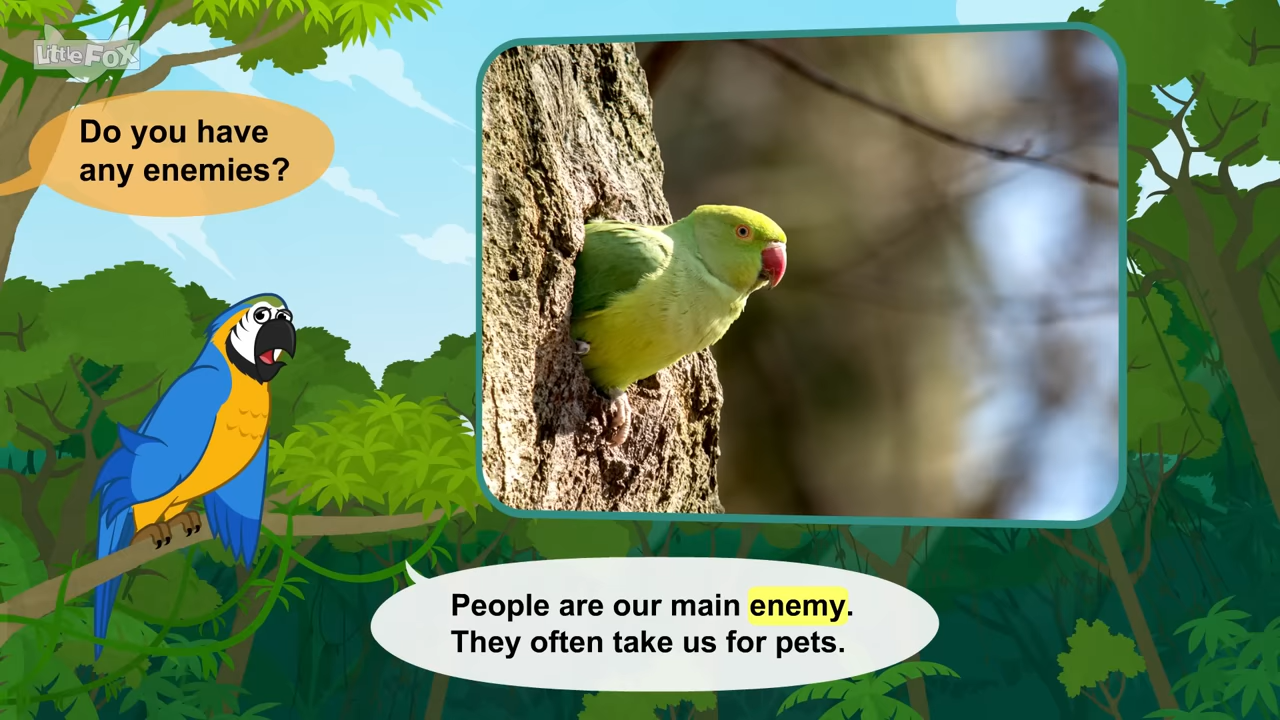 Little Fox
Do you have
any enemies?
People are our main enemy.
They often take us for pets.